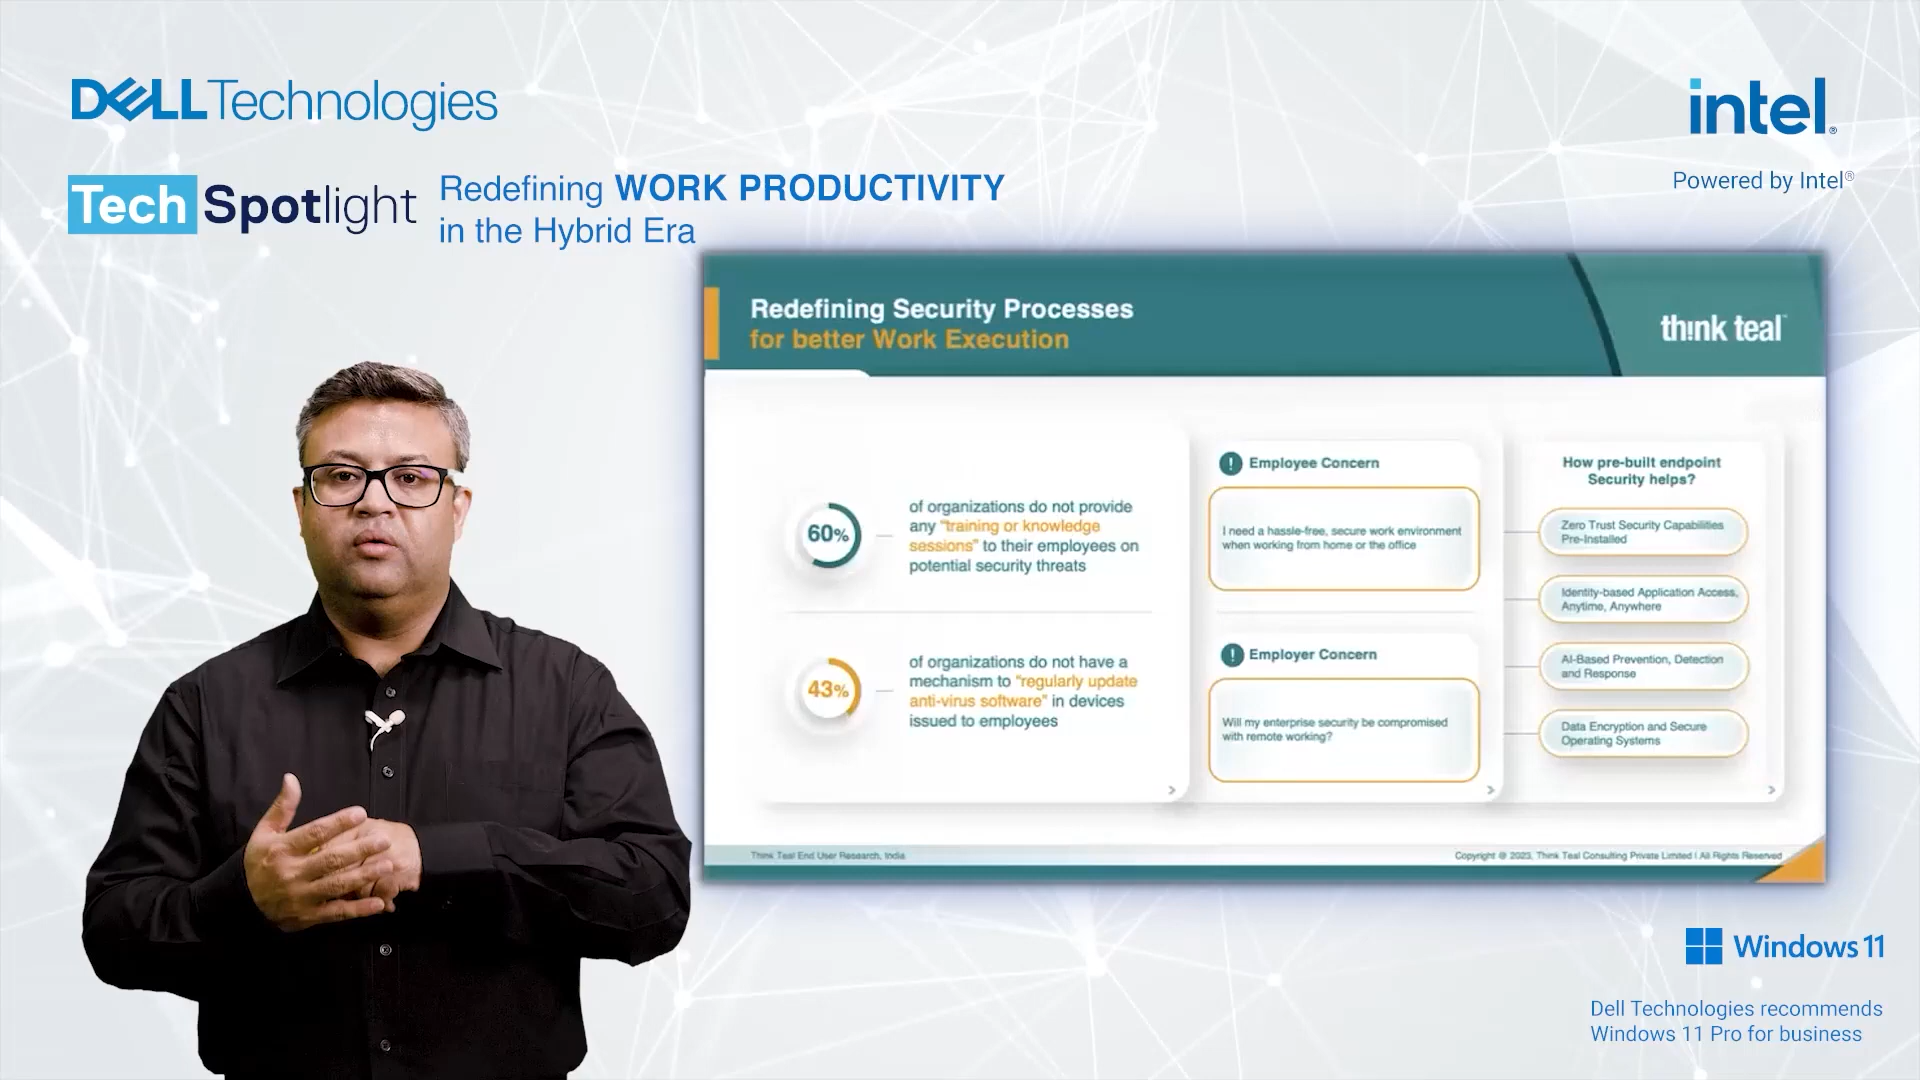 DELLTechnologies
intel®
Powered by Intel®
TechSpotlight
Redefining WORK PRODUCTIVITY
in the Hybrid Era
Redefining Security Processes
for better Work Execution
th!nk teal™
60%
of organizations do not provide
any "training or knowledge
sessions" to their employees on
potential security threats
43%
of organizations do not have a
mechanism to "regularly update
anti-virus software" in devices
issued to employees
! Employee Concern
I need a hassle-free, secure work environment
when working from home or the office
! Employer Concern
Will my enterprise security be compromised
with remote working?
How pre-built endpoint
Security helps?
Zero Trust Security Capabilities
Pre-Installed
Identity-based Application Access,
Anytime, Anywhere
AI-Based Prevention, Detection
and Response
Data Encryption and Secure
Operating Systems
Think Teal End User Research, India
Copyright @ 2023, Think Teal Consulting Private Limited | All Rights Reserved
Windows 11
Dell Technologies recommends
Windows 11 Pro for business